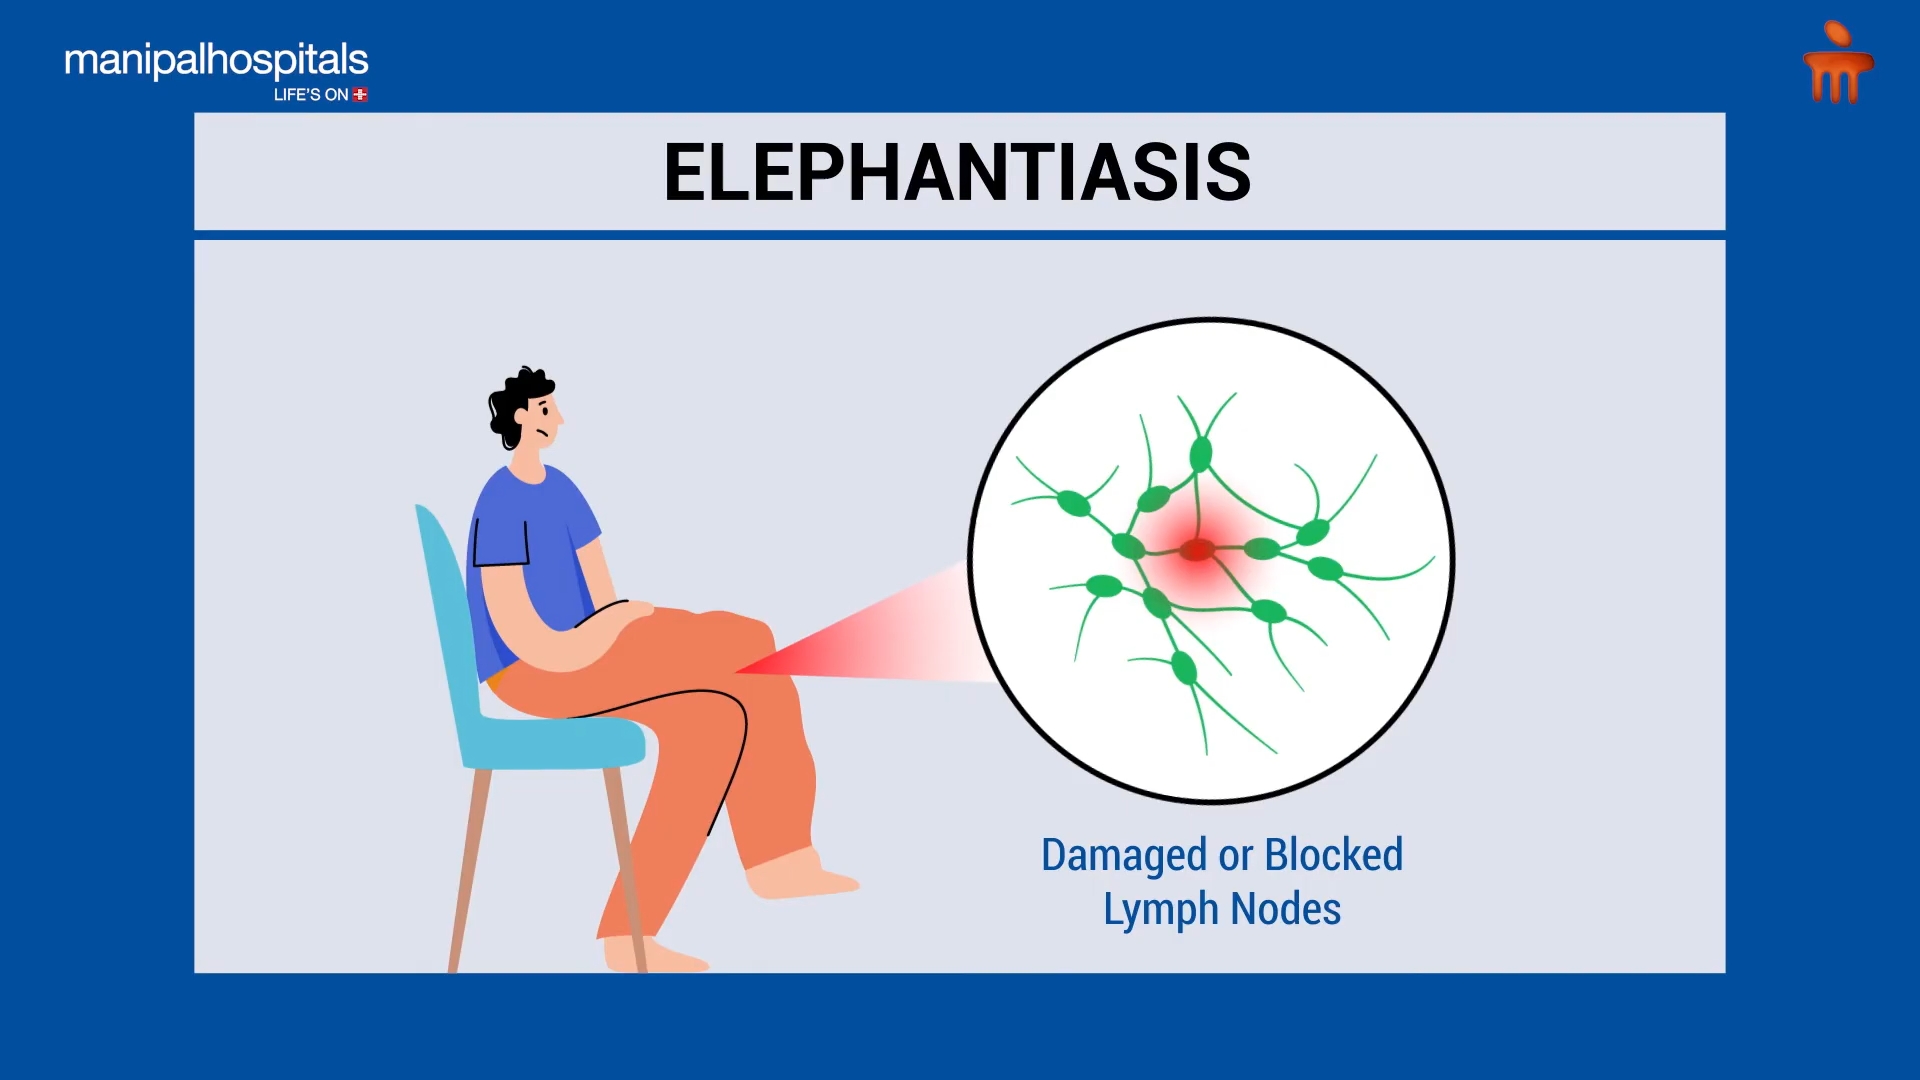 manipalhospitals
LIFE'S ON
ELEPHANTIASIS
Damaged or Blocked
Lymph Nodes